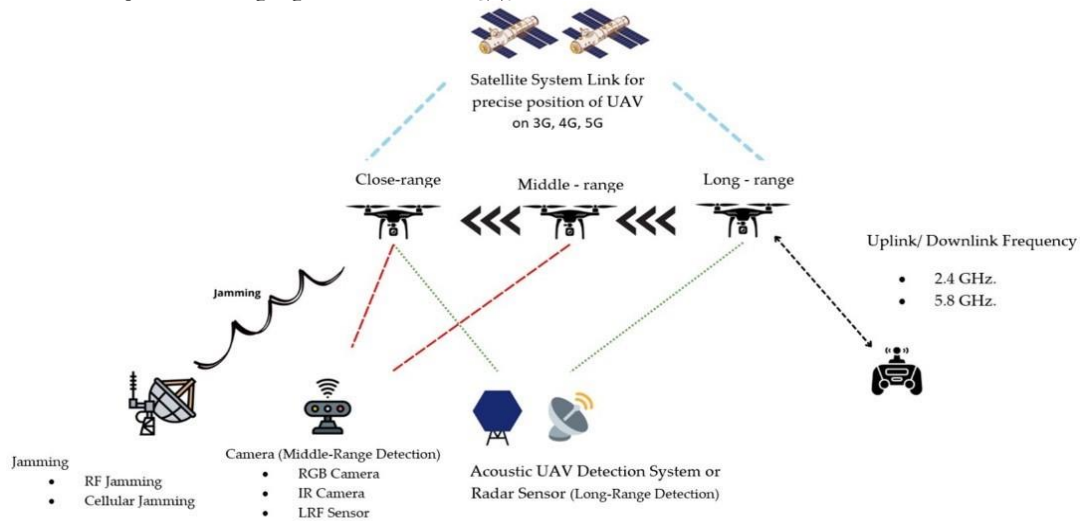 Satellite System Link for
precise position of UAV
on 3G, 4G, 5G
Close-range
Middle - range
Long - range
Uplink/ Downlink Frequency
• 2.4 GHz.
• 5.8 GHz.
Jamming
Jamming
• RF Jamming
• Cellular Jamming
Camera (Middle-Range Detection)
• RGB Camera
• IR Camera
• LRF Sensor
Acoustic UAV Detection System or
Radar Sensor (Long-Range Detection)